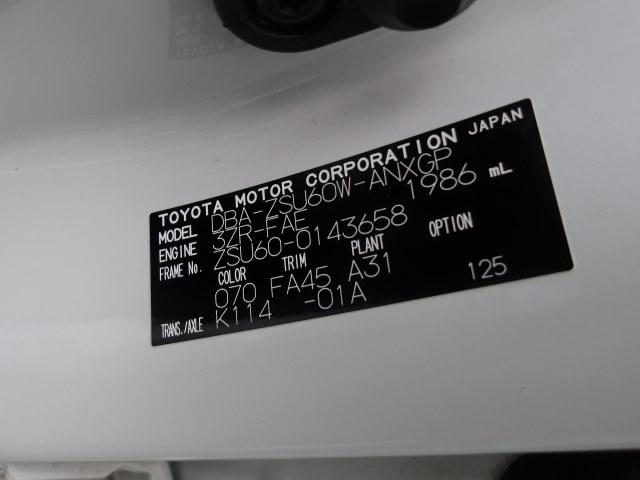 TOYOTA MOTOR CORPORATION JAPAN
MODEL DBA-ZSU60W-ANXGP
ENGINE 3ZR-FAE 1986 mL
FRAME No. ZSU60-0143658
COLOR TRIM PLANT OPTION
070 FA45 A31 125
TRANS./AXLE K114 -01A